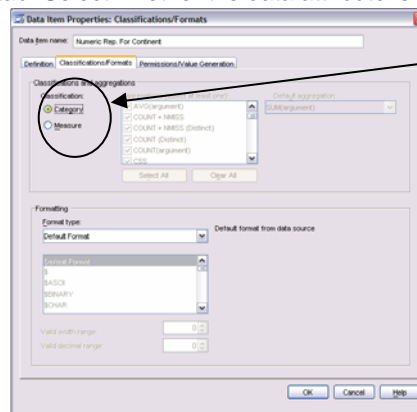 Data Item Properties: Classifications/Formats
Data Item name: Numeric Rep. For Continent
Definition Classifications/Formats Permissions/Value Generation
Classifications and aggregations
Classification:
Default aggregation:
Category
Measure
AVG(argument)
COUNT + NMISS
COUNT + NMISS (Distinct)
COUNT (Distinct)
COUNT(argument)
CSS
SUM(argument)
Select All Clear All
Formatting
Format type:
Default Format
Default format from data source
Default Format
$
$ASCII
$BINARY
$CHAR
Valid width range: 0
Valid decimal range: 0
OK Cancel Help